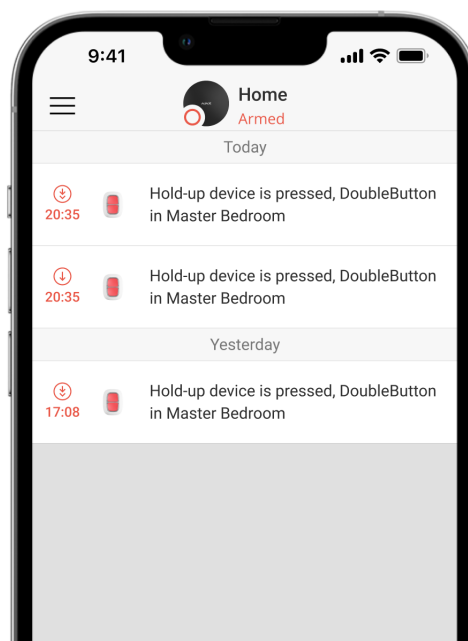 9:41
Home
Armed
Today
20:35
Hold-up device is pressed, DoubleButton
in Master Bedroom
20:35
Hold-up device is pressed, DoubleButton
in Master Bedroom
Yesterday
17:08
Hold-up device is pressed, DoubleButton
in Master Bedroom